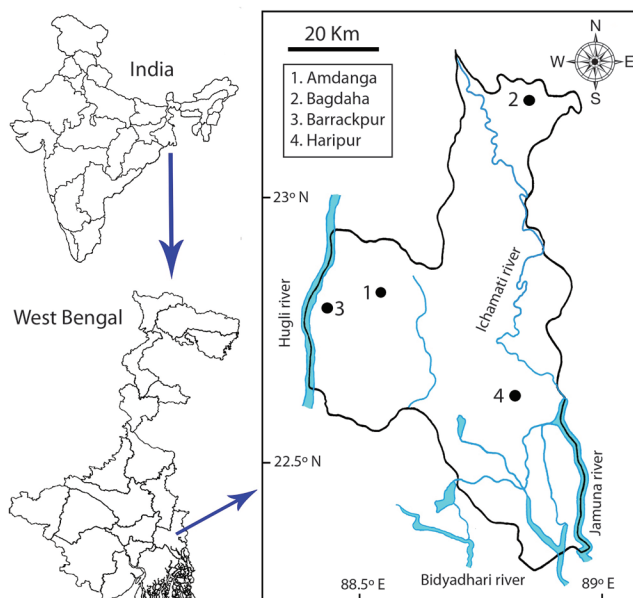 India
West Bengal
20 Km
1. Amdanga
2. Bagdaha
3. Barrackpur
4. Haripur
N
W
E
S
2
23° N
Ichamati river
Hugli river
1
3
4
22.5° N
Jamuna river
Bidyadhari river
88.5° E
89° E